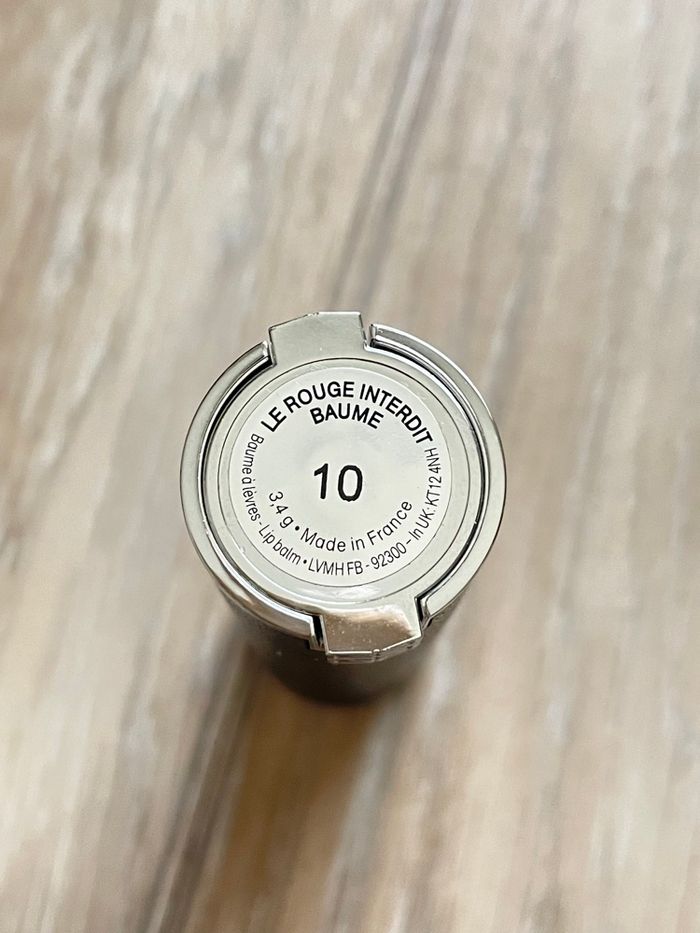 LE ROUGE INTERDIT
BAUME
10
3,4 g • Made in France
Baume à lèvres - Lip balm • LVMH FB - 92300 - In UK: KT12 4NH